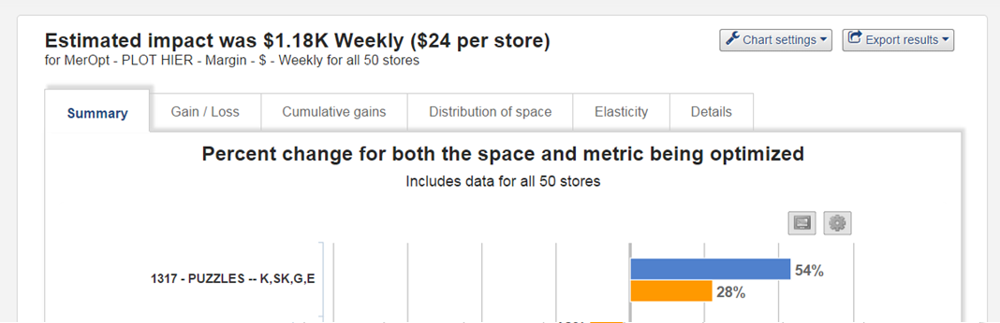 Estimated impact was $1.18K Weekly ($24 per store)
for MerOpt - PLOT HIER - Margin - $ - Weekly for all 50 stores
Chart settings
Export results
Summary
Gain / Loss
Cumulative gains
Distribution of space
Elasticity
Details
Percent change for both the space and metric being optimized
Includes data for all 50 stores
1317 - PUZZLES -- K,SK,G,E
54%
28%